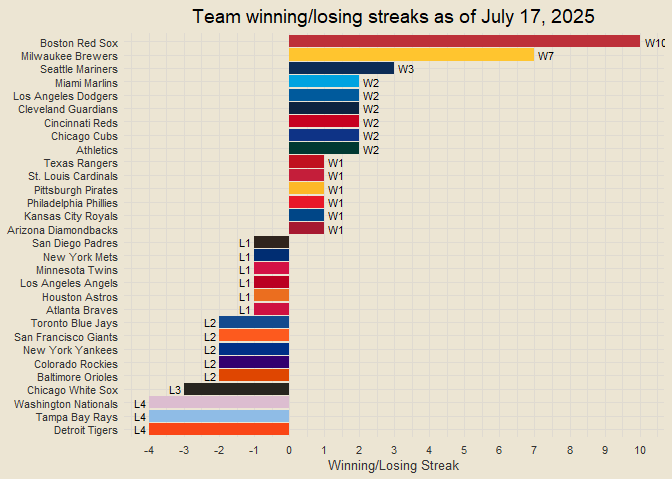 Team winning/losing streaks as of July 17, 2025
Boston Red Sox W10
Milwaukee Brewers W7
Seattle Mariners W3
Miami Marlins W2
Los Angeles Dodgers W2
Cleveland Guardians W2
Cincinnati Reds W2
Chicago Cubs W2
Athletics W2
Texas Rangers W1
St. Louis Cardinals W1
Pittsburgh Pirates W1
Philadelphia Phillies W1
Kansas City Royals W1
Arizona Diamondbacks W1
San Diego Padres L1
New York Mets L1
Minnesota Twins L1
Los Angeles Angels L1
Houston Astros L1
Atlanta Braves L1
Toronto Blue Jays L2
San Francisco Giants L2
New York Yankees L2
Colorado Rockies L2
Baltimore Orioles L2
Chicago White Sox L3
Washington Nationals L4
Tampa Bay Rays L4
Detroit Tigers L4
-4 -3 -2 -1 0 1 2 3 4 5 6 7 8 9 10
Winning/Losing Streak